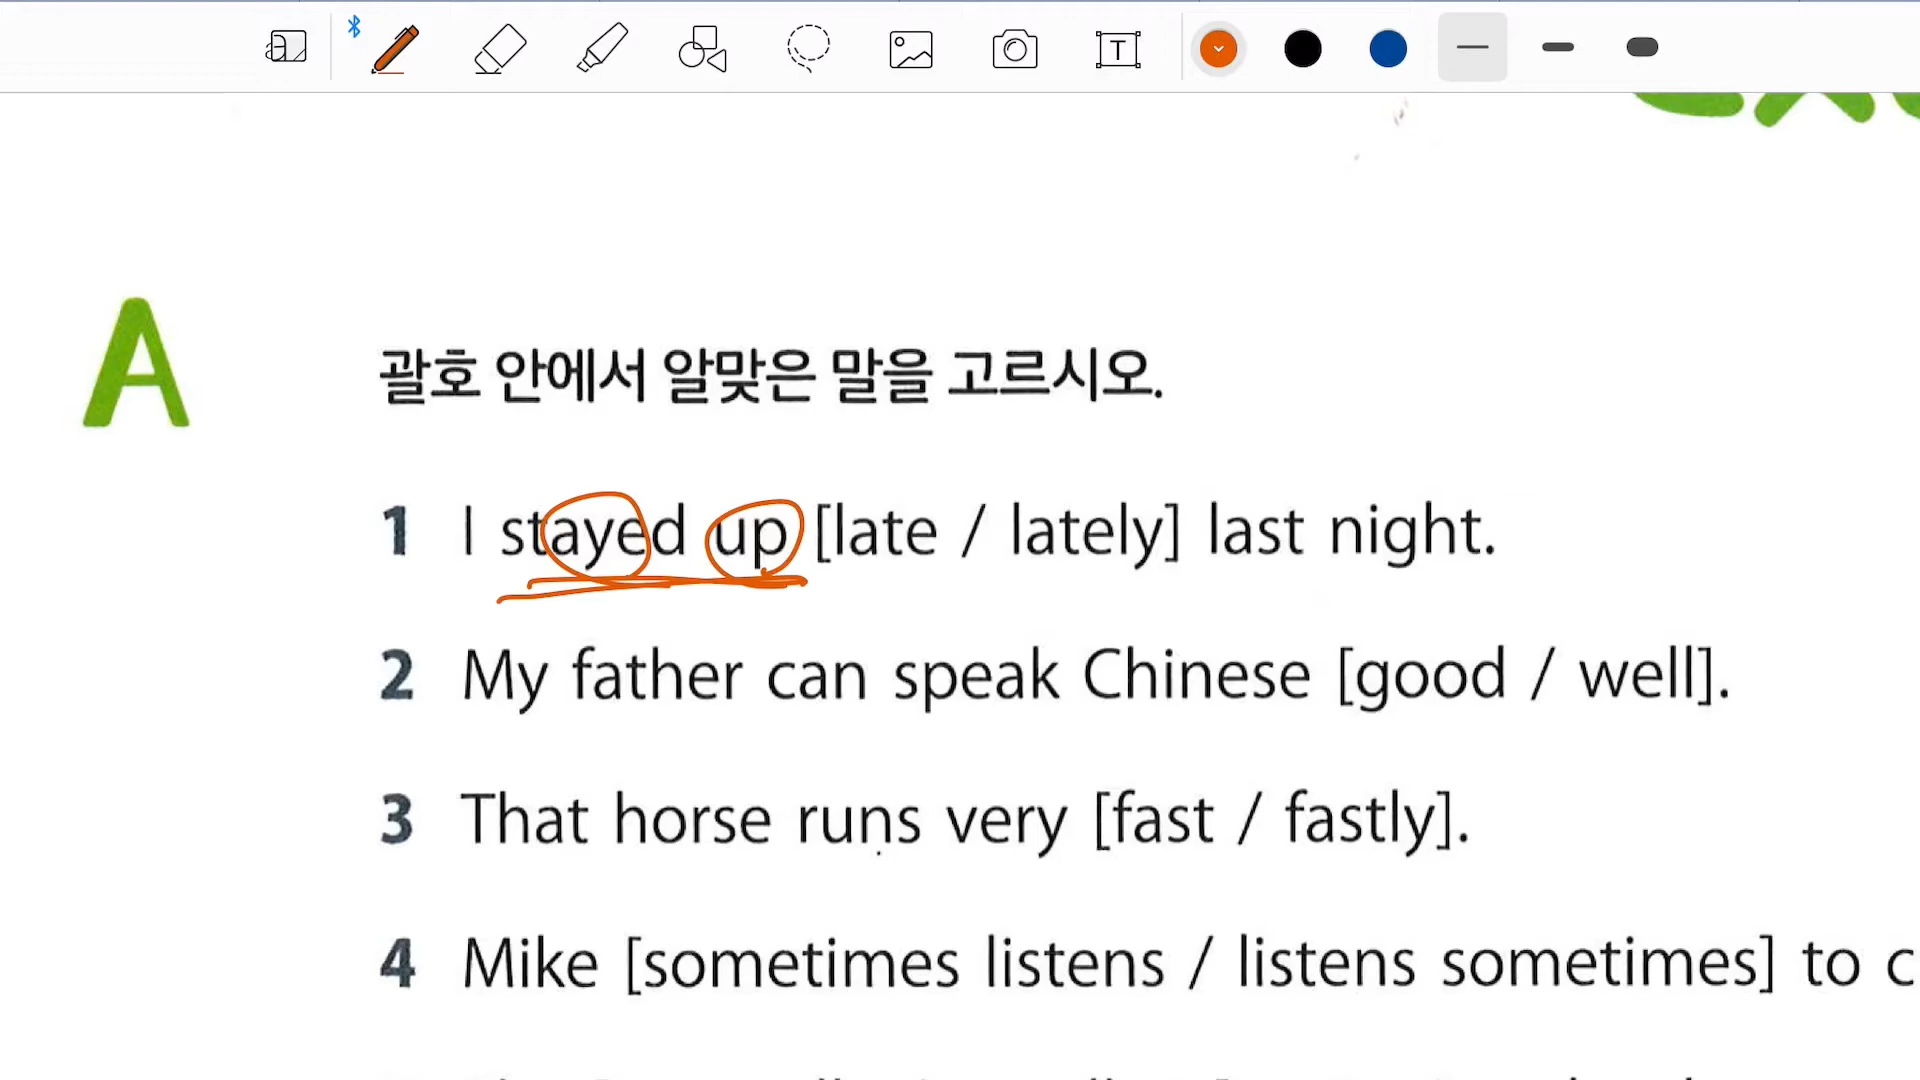 A
괄호 안에서 알맞은 말을 고르시오.
1 I stayed up [late / lately] last night.
2 My father can speak Chinese [good / well].
3 That horse runs very [fast / fastly].
4 Mike [sometimes listens / listens sometimes] to c